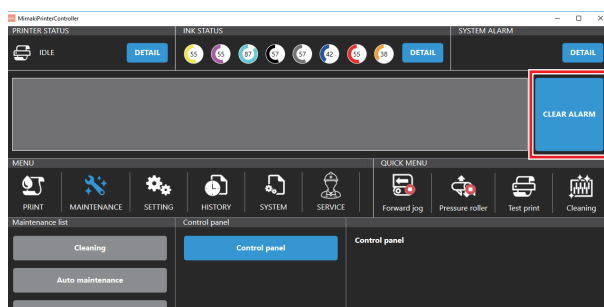 MimakiPrinterController
PRINTER STATUS
INK STATUS
SYSTEM ALARM
IDLE
DETAIL
55
55
87
57
57
42
55
38
DETAIL
DETAIL
CLEAR ALARM
MENU
QUICK MENU
PRINT
MAINTENANCE
SETTING
HISTORY
SYSTEM
SERVICE
Forward jog
Pressure roller
Test print
Cleaning
Maintenance list
Control panel
Cleaning
Control panel
Control panel
Auto maintenance